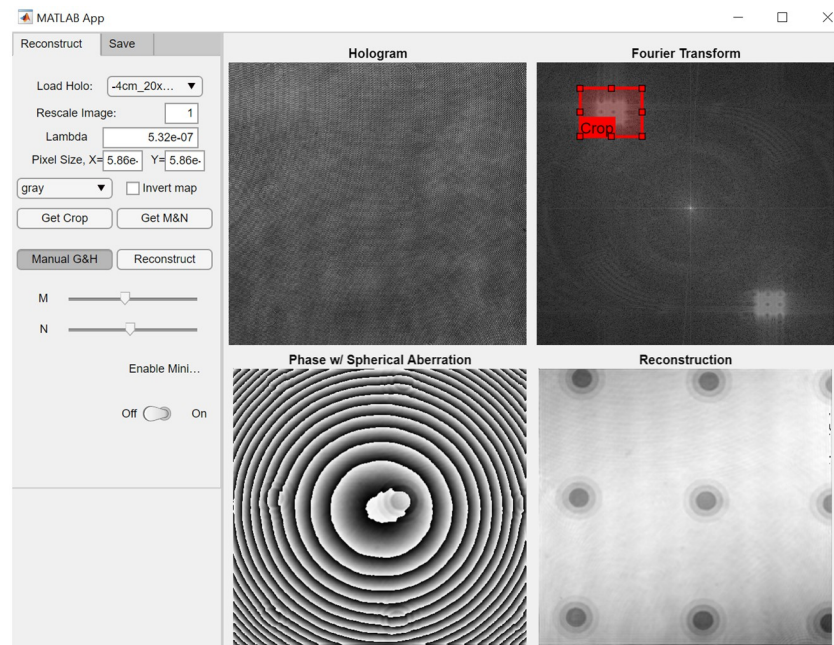 MATLAB App
Reconstruct Save
Load Holo: -4cm_20x...
Rescale Image: 1
Lambda 5.32e-07
Pixel Size, X= 5.86e- Y= 5.86e-
gray Invert map
Get Crop Get M&N
Manual G&H Reconstruct
M
N
Enable Mini...
Off On
Hologram
Fourier Transform
Crop
Phase w/ Spherical Aberration
Reconstruction